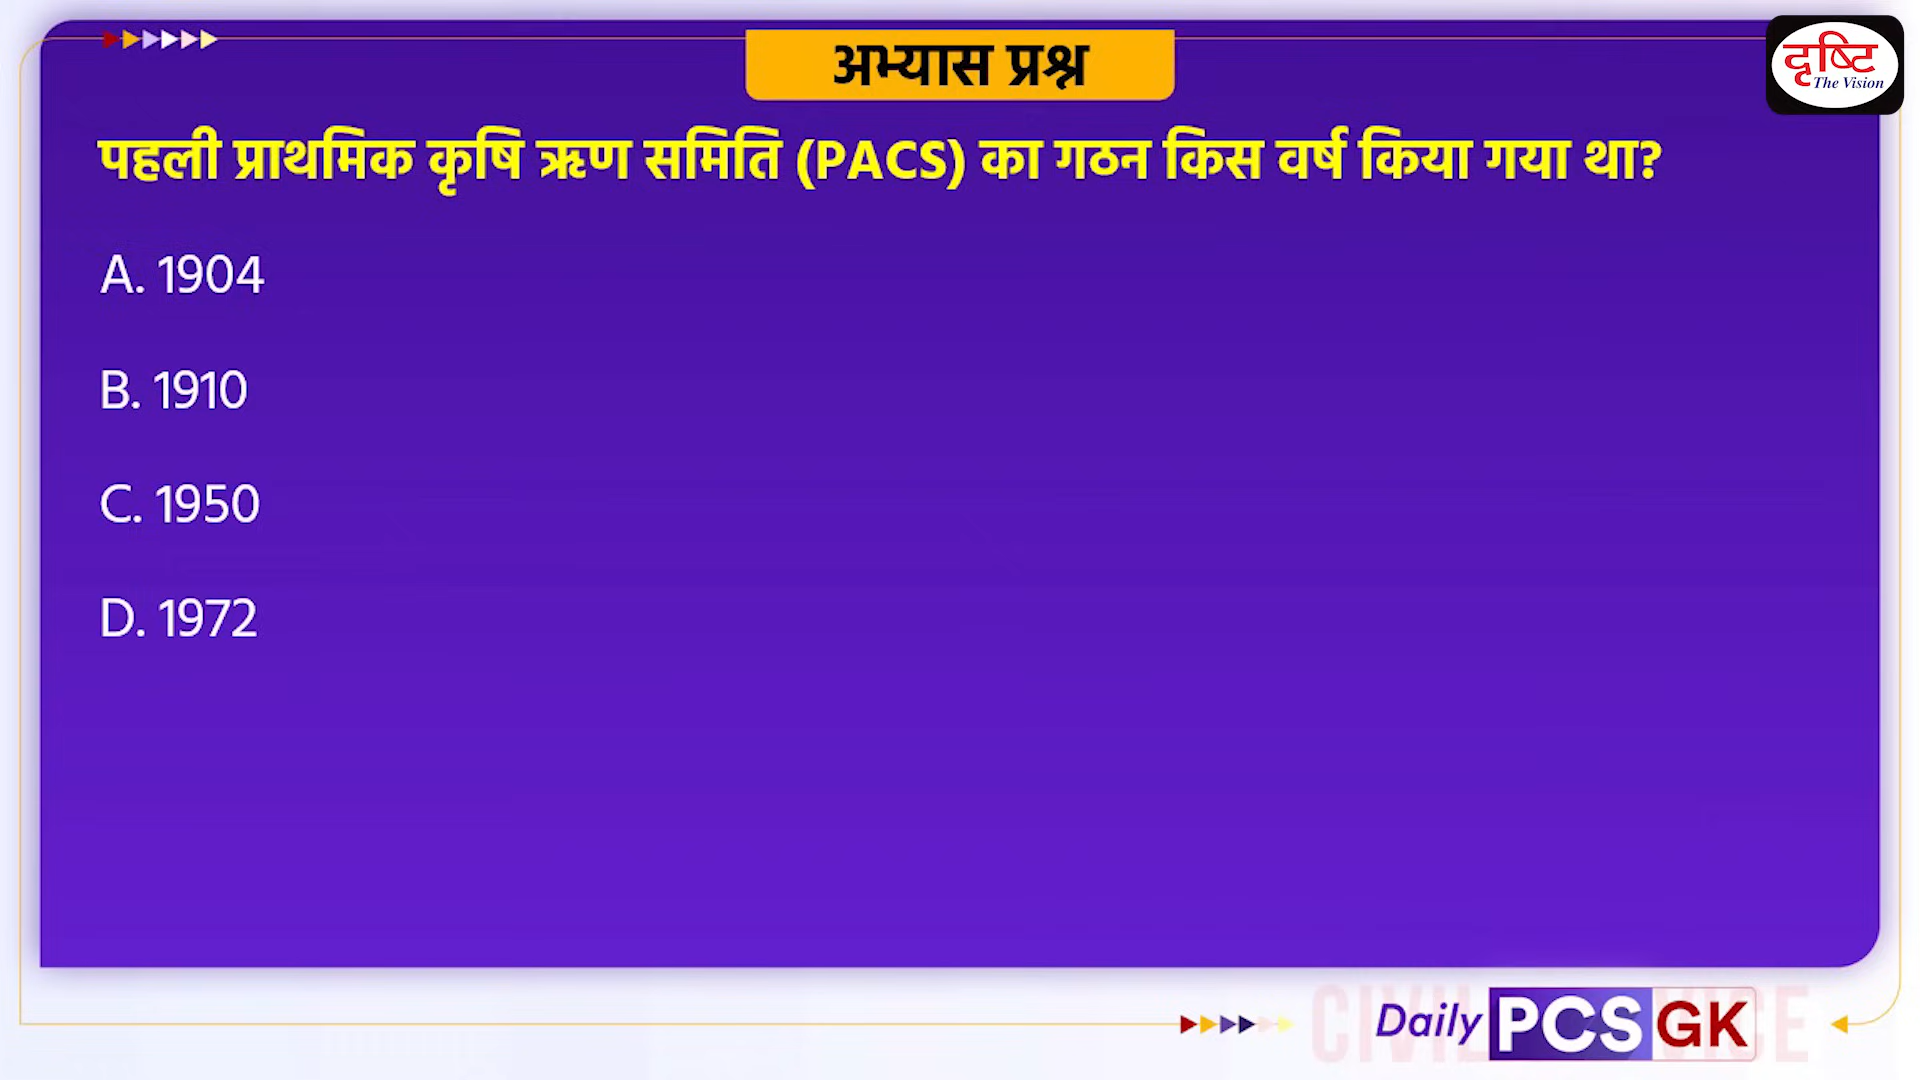 अभ्यास प्रश्न
दृष्टि
The Vision
पहली प्राथमिक कृषि ऋण समिति (PACS) का गठन किस वर्ष किया गया था?
A. 1904
B. 1910
C. 1950
D. 1972
Daily PCS GK